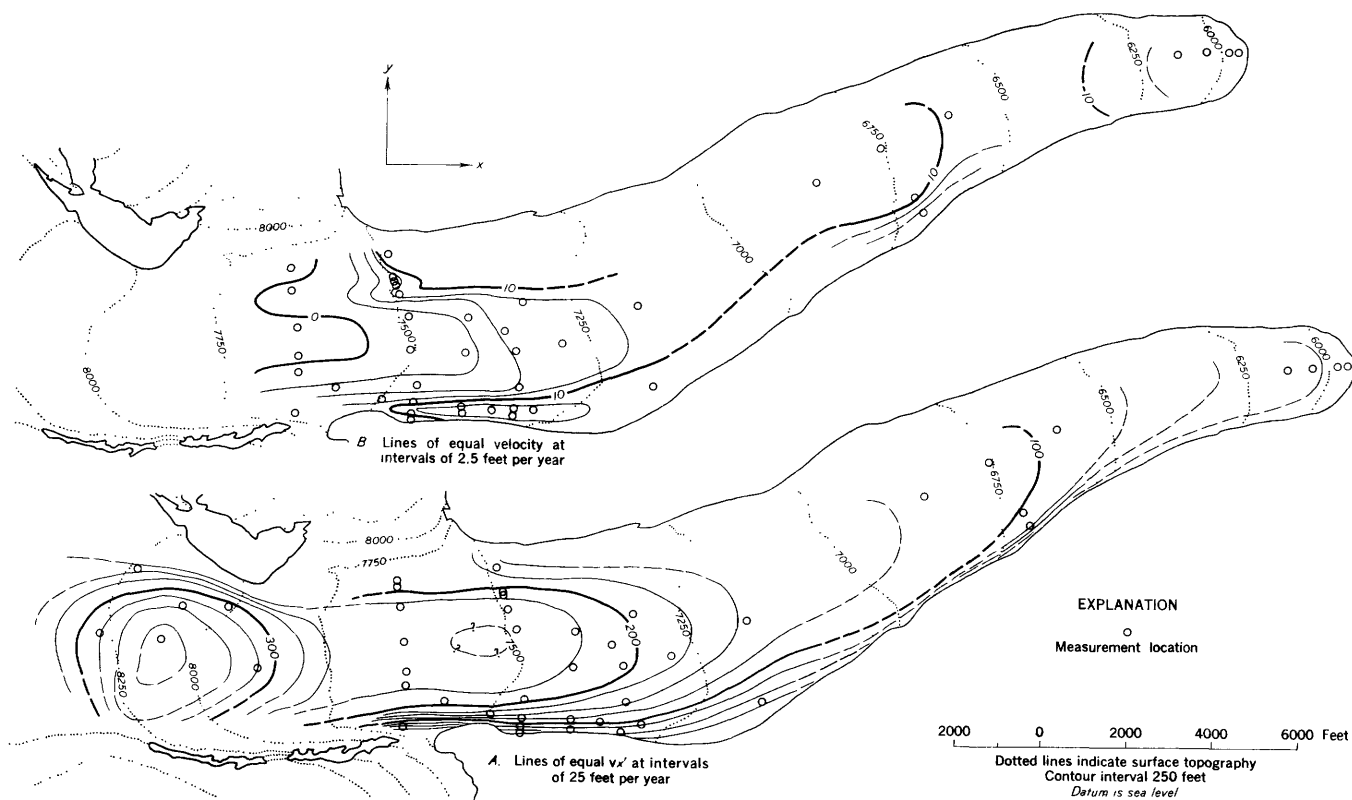 y
x
6000
6250
6500
10
6750
10
7000
8000
10
0
7750
7500
7250
8000
10
B Lines of equal velocity at
intervals of 2.5 feet per year
6000
6250
6500
100
6750
8000
7750
7000
7250
200
7500
300
8000
8250
? ? ?
EXPLANATION
Measurement location
A. Lines of equal vx' at intervals
of 25 feet per year
2000 0 2000 4000 6000 Feet
Dotted lines indicate surface topography
Contour interval 250 feet
Datum is sea level